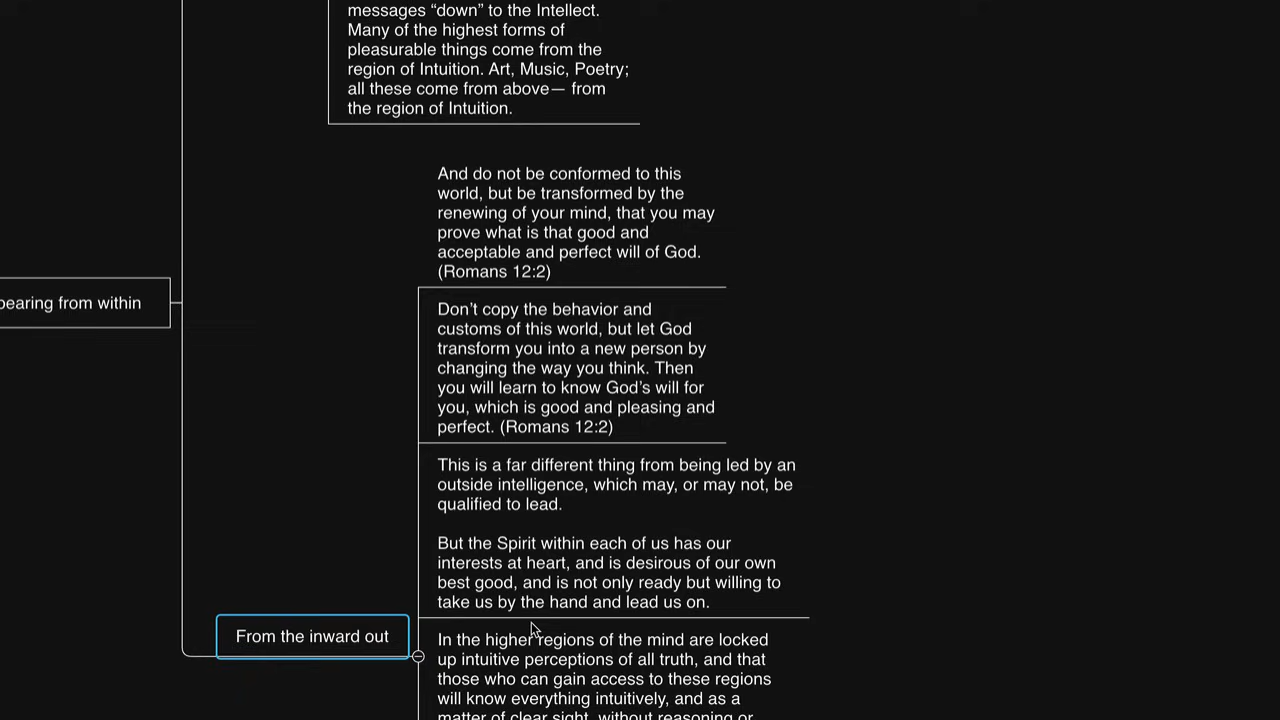 messages “down” to the Intellect.
Many of the highest forms of
pleasurable things come from the
region of Intuition. Art, Music, Poetry;
all these come from above— from
the region of Intuition.
And do not be conformed to this
world, but be transformed by the
renewing of your mind, that you may
prove what is that good and
acceptable and perfect will of God.
(Romans 12:2)
pearing from within
Don’t copy the behavior and
customs of this world, but let God
transform you into a new person by
changing the way you think. Then
you will learn to know God’s will for
you, which is good and pleasing and
perfect. (Romans 12:2)
This is a far different thing from being led by an
outside intelligence, which may, or may not, be
qualified to lead.
But the Spirit within each of us has our
interests at heart, and is desirous of our own
best good, and is not only ready but willing to
take us by the hand and lead us on.
From the inward out
In the higher regions of the mind are locked
up intuitive perceptions of all truth, and that
those who can gain access to these regions
will know everything intuitively, and as a
matter of clear sight, without reasoning or